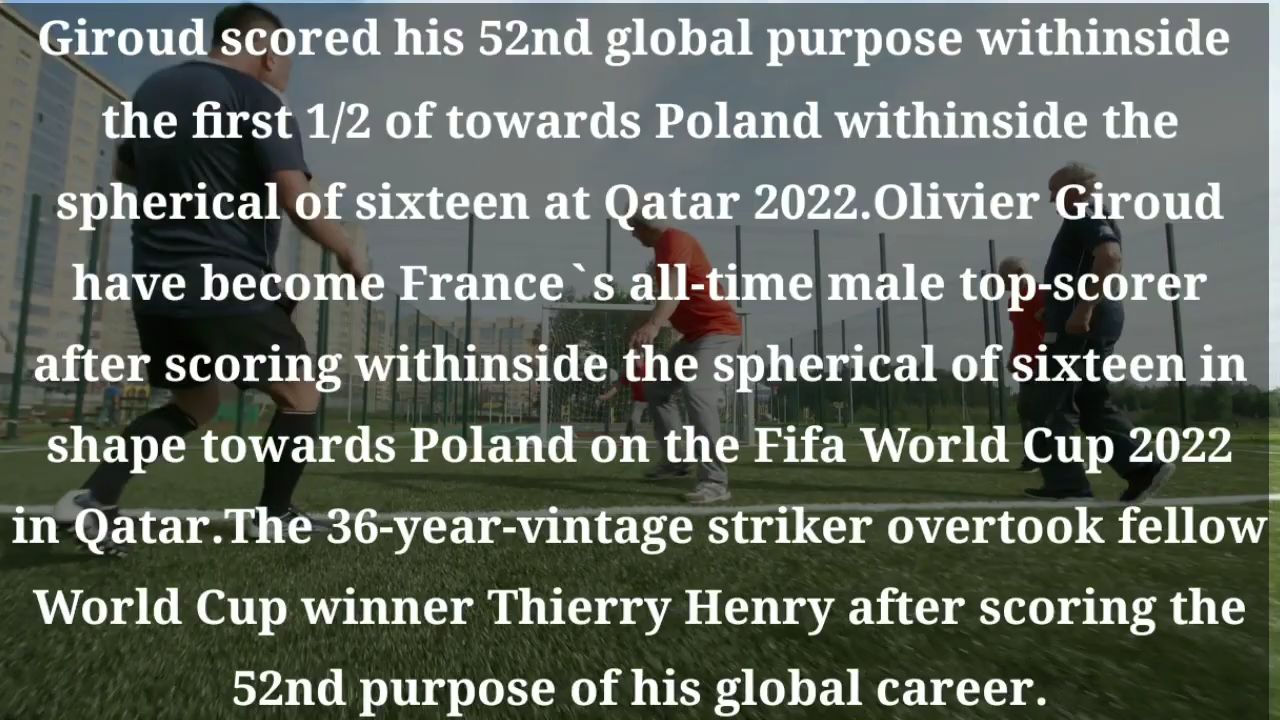 Giroud scored his 52nd global purpose withinside
the first 1/2 of towards Poland withinside the
spherical of sixteen at Qatar 2022.Olivier Giroud
have become France`s all-time male top-scorer
after scoring withinside the spherical of sixteen in
shape towards Poland on the Fifa World Cup 2022
in Qatar.The 36-year-vintage striker overtook fellow
World Cup winner Thierry Henry after scoring the
52nd purpose of his global career.